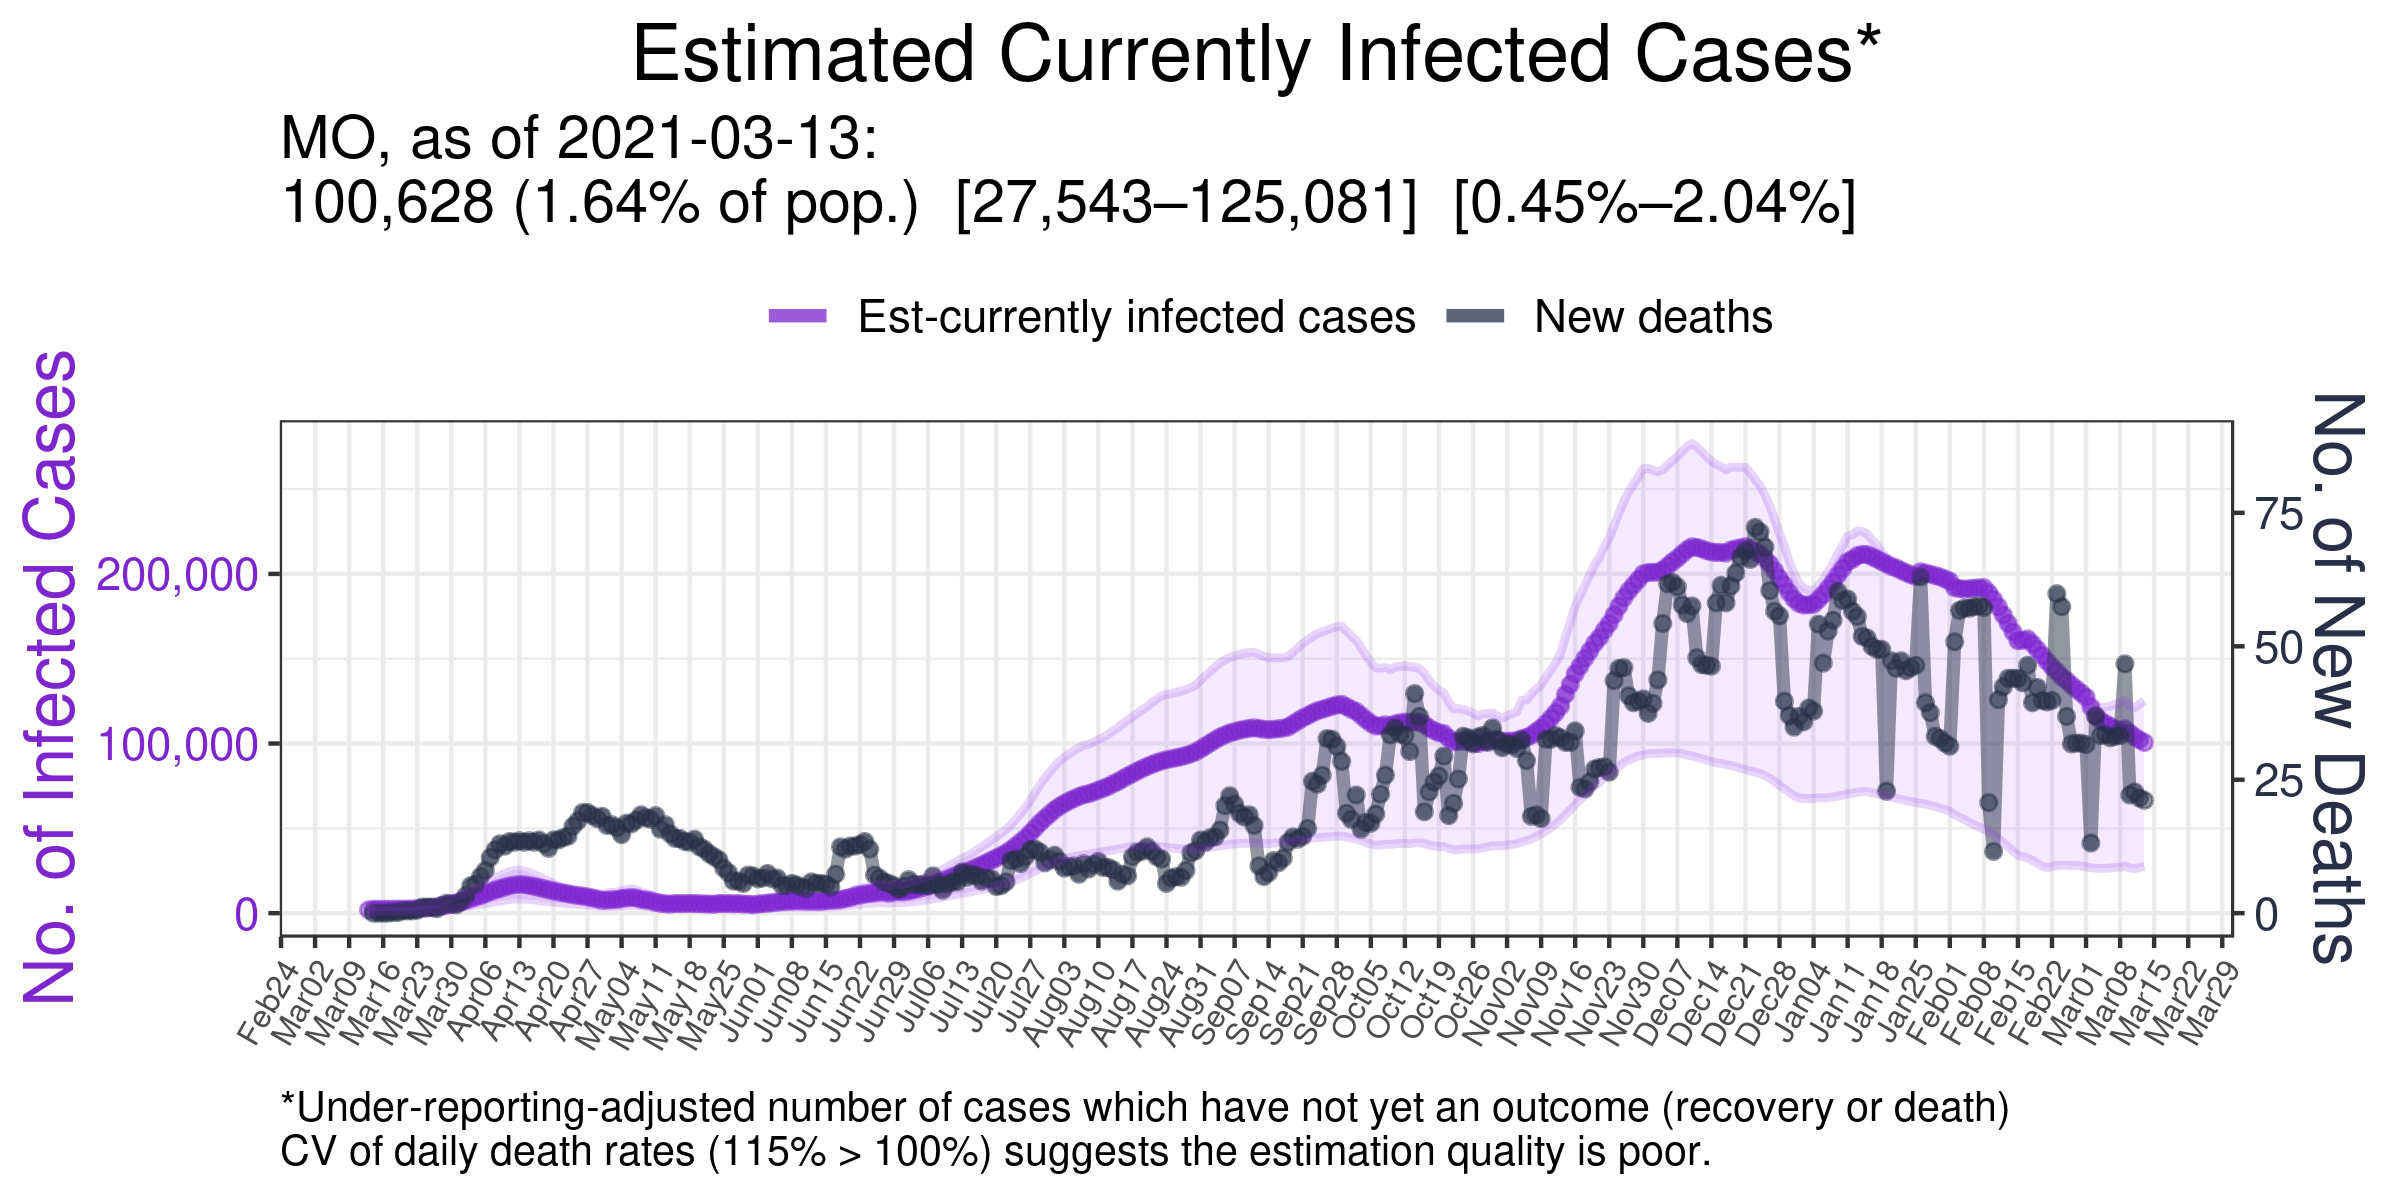 Estimated Currently Infected Cases*
MO, as of 2021-03-13:
100,628 (1.64% of pop.)  [27,543–125,081]  [0.45%–2.04%]
Est-currently infected cases
New deaths
No. of Infected Cases
200,000
100,000
0
75
50
25
0
No. of New Deaths
Feb24
Mar02
Mar09
Mar16
Mar23
Mar30
Apr06
Apr13
Apr20
Apr27
May04
May11
May18
May25
Jun01
Jun08
Jun15
Jun22
Jun29
Jul06
Jul13
Jul20
Jul27
Aug03
Aug10
Aug17
Aug24
Aug31
Sep07
Sep14
Sep21
Sep28
Oct05
Oct12
Oct19
Oct26
Nov02
Nov09
Nov16
Nov23
Nov30
Dec07
Dec14
Dec21
Dec28
Jan04
Jan11
Jan18
Jan25
Feb01
Feb08
Feb15
Feb22
Mar01
Mar08
Mar15
Mar22
Mar29
*Under-reporting-adjusted number of cases which have not yet an outcome (recovery or death)
CV of daily death rates (115% > 100%) suggests the estimation quality is poor.